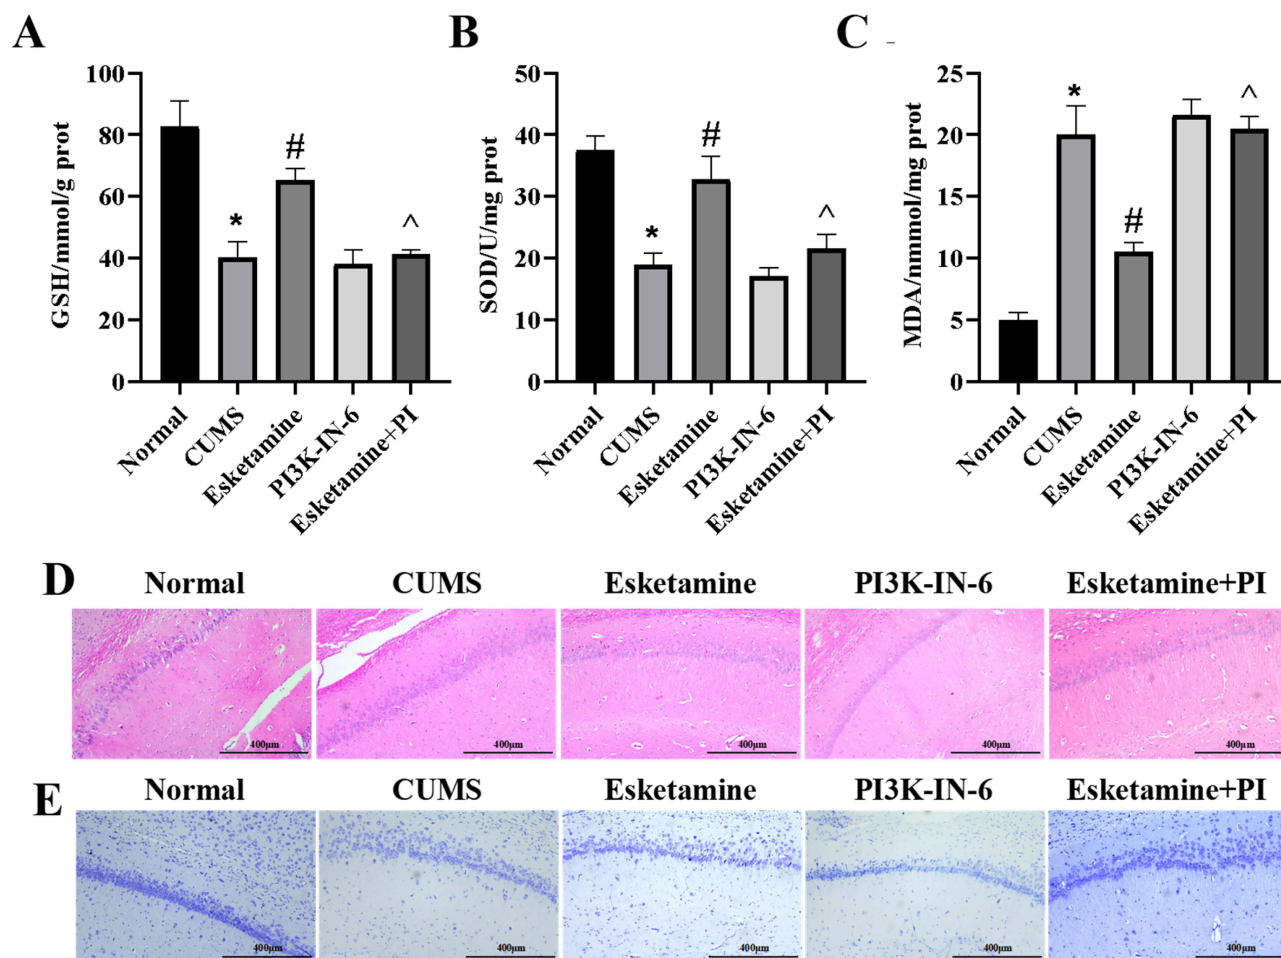 A
GSH/mmol/g prot
100
80
60
40
20
0
*
#
^
Normal
CUMS
Esketamine
PI3K-IN-6
Esketamine+PI
B
SOD/U/mg prot
50
40
30
20
10
0
*
#
^
Normal
CUMS
Esketamine
PI3K-IN-6
Esketamine+PI
C
MDA/nmmol/mg prot
25
20
15
10
5
0
*
#
^
Normal
CUMS
Esketamine
PI3K-IN-6
Esketamine+PI
D
Normal CUMS Esketamine PI3K-IN-6 Esketamine+PI
400μm 400μm 400μm 400μm 400μm
E
Normal CUMS Esketamine PI3K-IN-6 Esketamine+PI
400μm 400μm 400μm 400μm 400μm